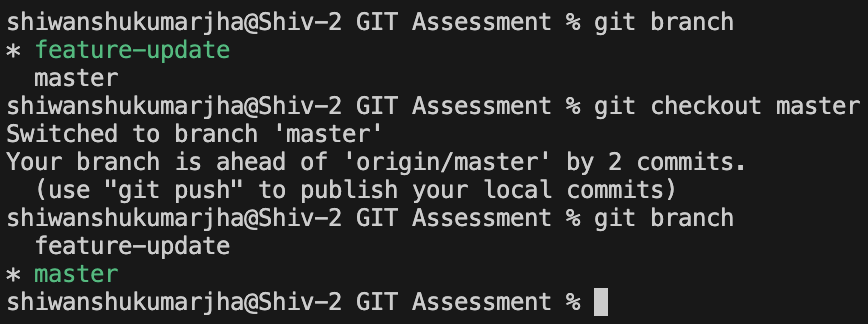 shiwanshukumarjha@Shiv-2 GIT Assessment % git branch
* feature-update
  master
shiwanshukumarjha@Shiv-2 GIT Assessment % git checkout master
Switched to branch 'master'
Your branch is ahead of 'origin/master' by 2 commits.
  (use "git push" to publish your local commits)
shiwanshukumarjha@Shiv-2 GIT Assessment % git branch
  feature-update
* master
shiwanshukumarjha@Shiv-2 GIT Assessment %